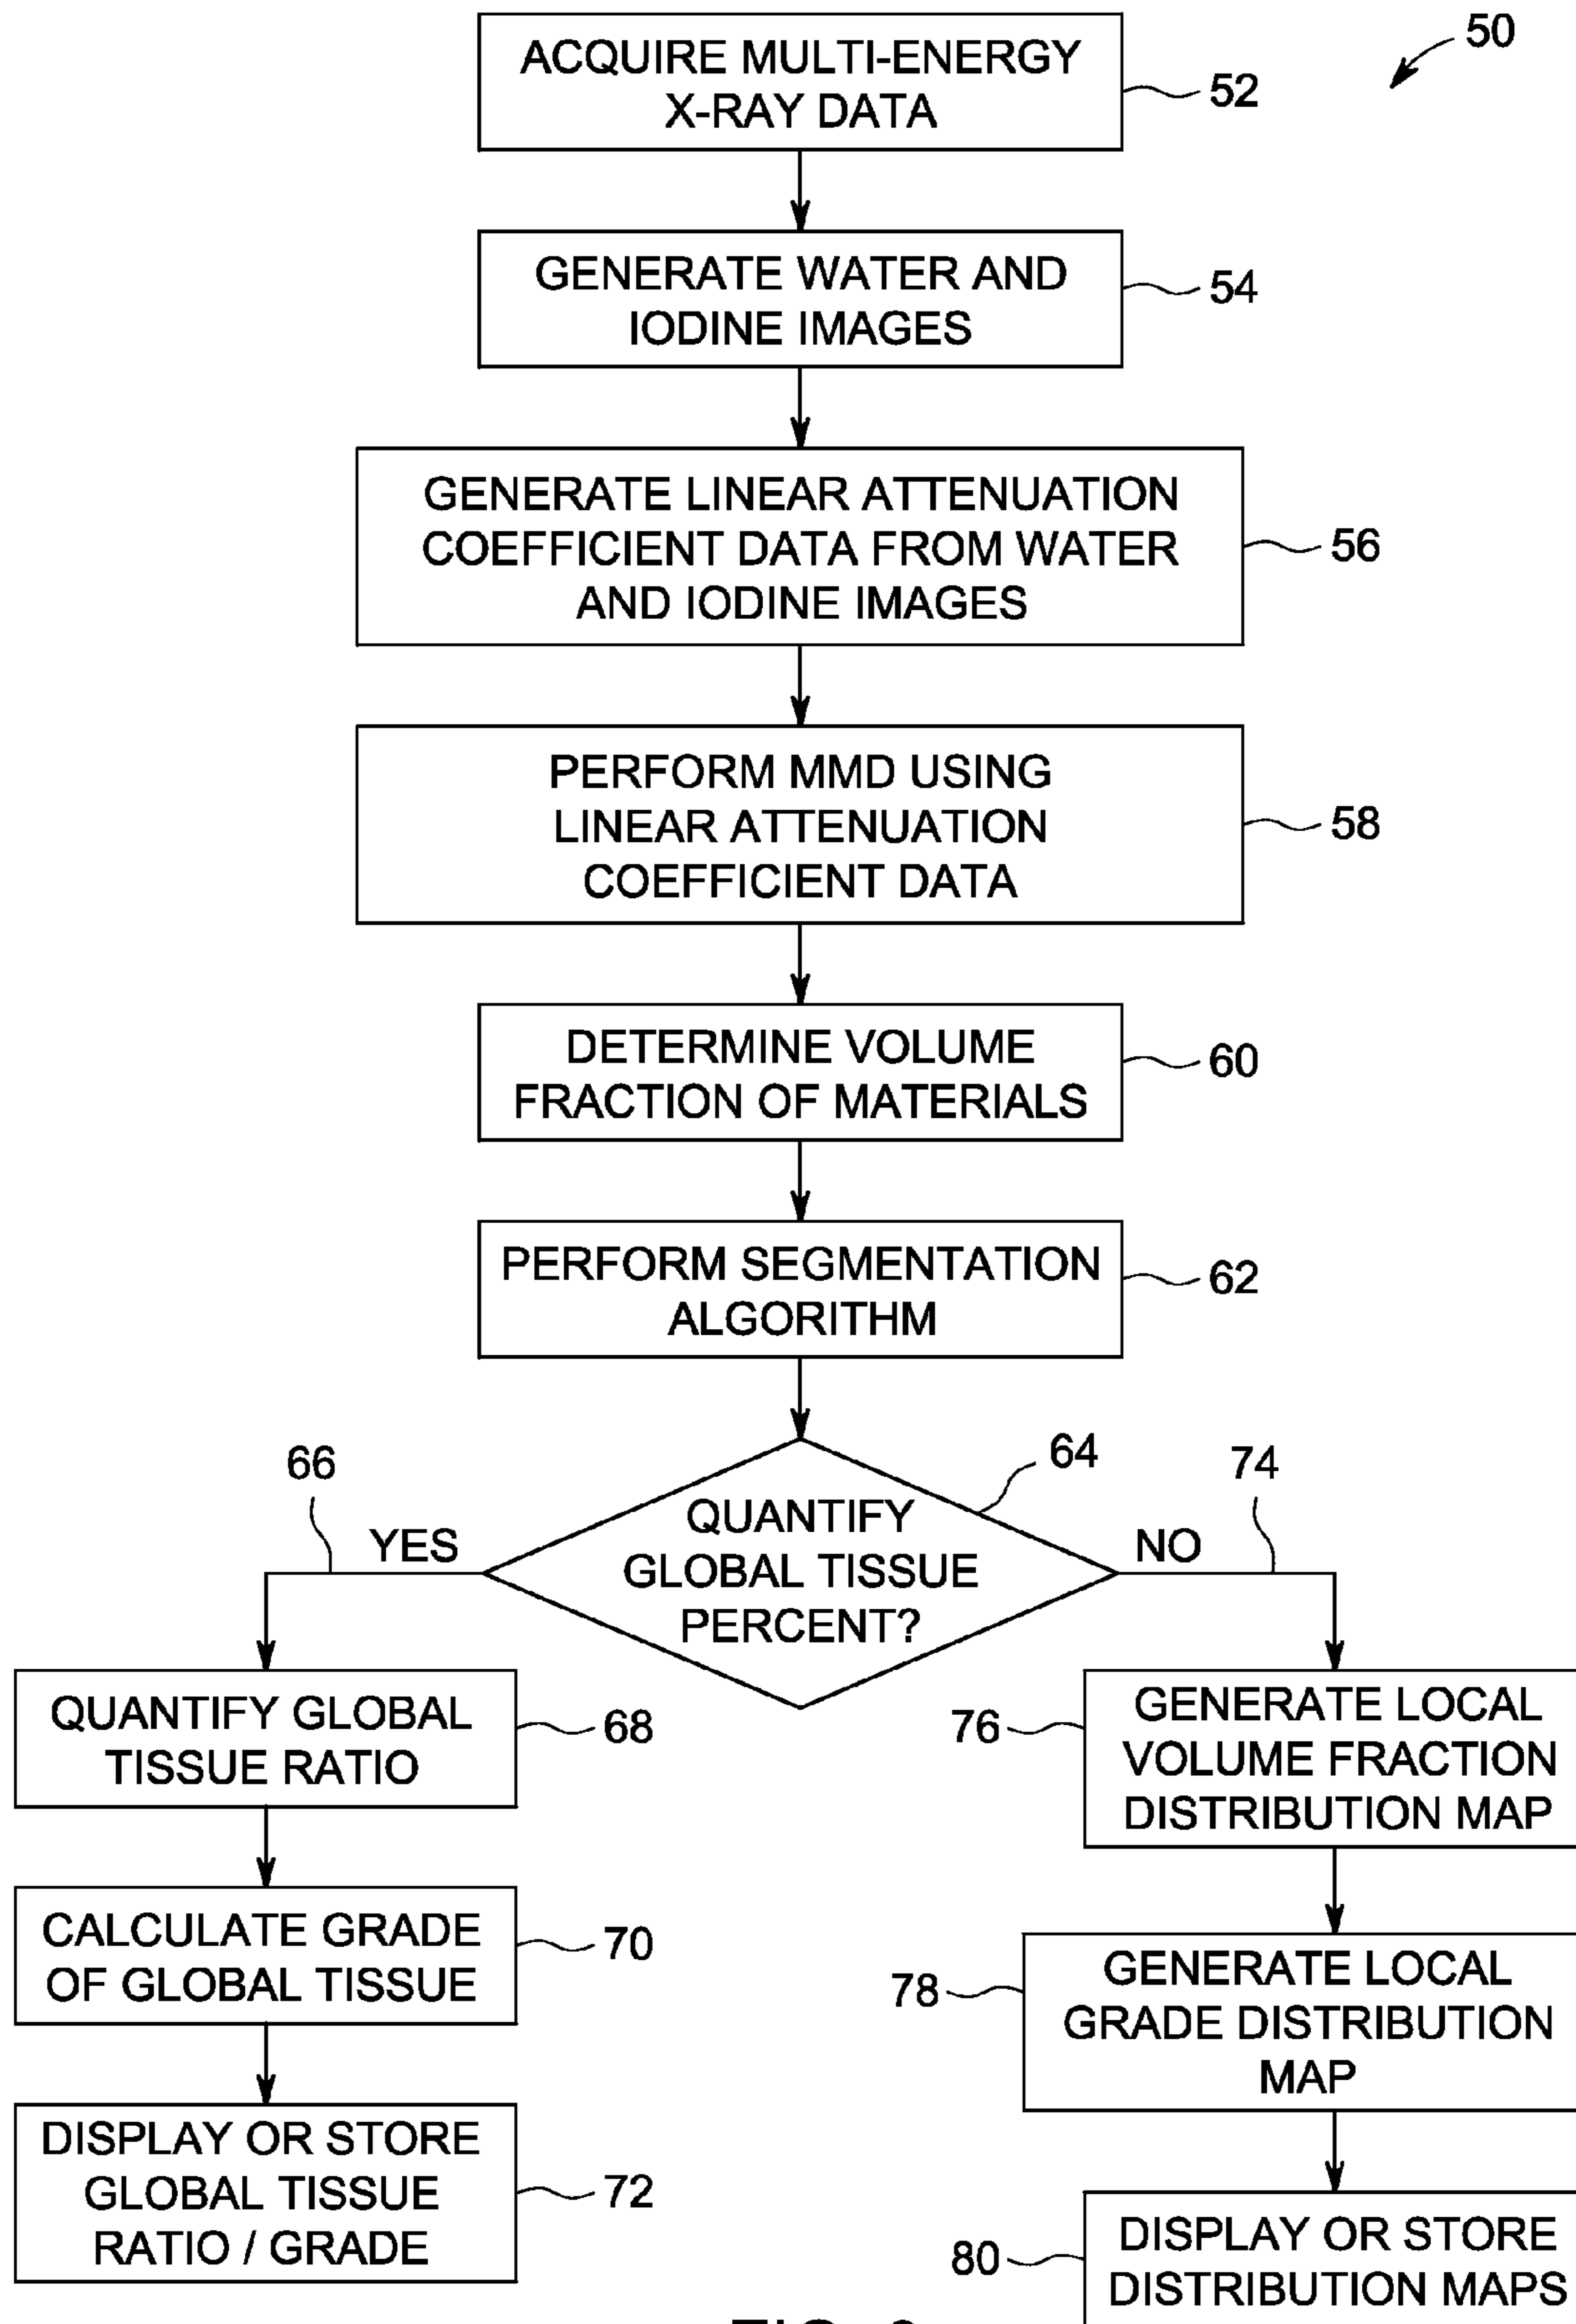 50
ACQUIRE MULTI-ENERGY
X-RAY DATA
52
GENERATE WATER AND
IODINE IMAGES
54
GENERATE LINEAR ATTENUATION
COEFFICIENT DATA FROM WATER
AND IODINE IMAGES
56
PERFORM MMD USING
LINEAR ATTENUATION
COEFFICIENT DATA
58
DETERMINE VOLUME
FRACTION OF MATERIALS
60
PERFORM SEGMENTATION
ALGORITHM
62
QUANTIFY
GLOBAL TISSUE
PERCENT?
64
66
YES
NO
74
QUANTIFY GLOBAL
TISSUE RATIO
68
CALCULATE GRADE
OF GLOBAL TISSUE
70
DISPLAY OR STORE
GLOBAL TISSUE
RATIO / GRADE
72
76
GENERATE LOCAL
VOLUME FRACTION
DISTRIBUTION MAP
78
GENERATE LOCAL
GRADE DISTRIBUTION
MAP
80
DISPLAY OR STORE
DISTRIBUTION MAPS